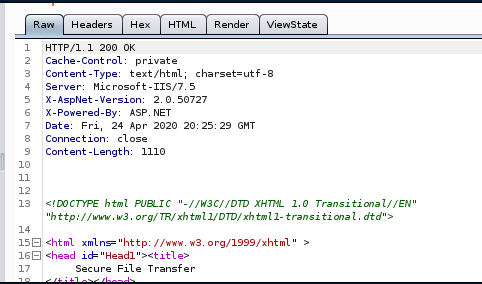 Raw Headers Hex HTML Render ViewState
1 HTTP/1.1 200 OK
2 Cache-Control: private
3 Content-Type: text/html; charset=utf-8
4 Server: Microsoft-IIS/7.5
5 X-AspNet-Version: 2.0.50727
6 X-Powered-By: ASP.NET
7 Date: Fri, 24 Apr 2020 20:25:29 GMT
8 Connection: close
9 Content-Length: 1110
10
11
12
13 <!DOCTYPE html PUBLIC "-//W3C//DTD XHTML 1.0 Transitional//EN"
"http://www.w3.org/TR/xhtml1/DTD/xhtml1-transitional.dtd">
14
15 <html xmlns="http://www.w3.org/1999/xhtml" >
16 <head id="Head1"><title>
17 Secure File Transfer
18 </title></head>